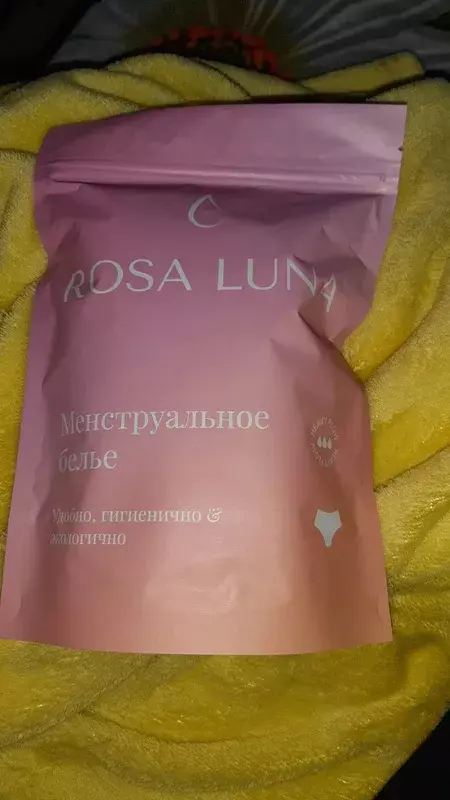 ROSA LUNA
Менструальное
белье
Удобно, гигиенично &
экологично